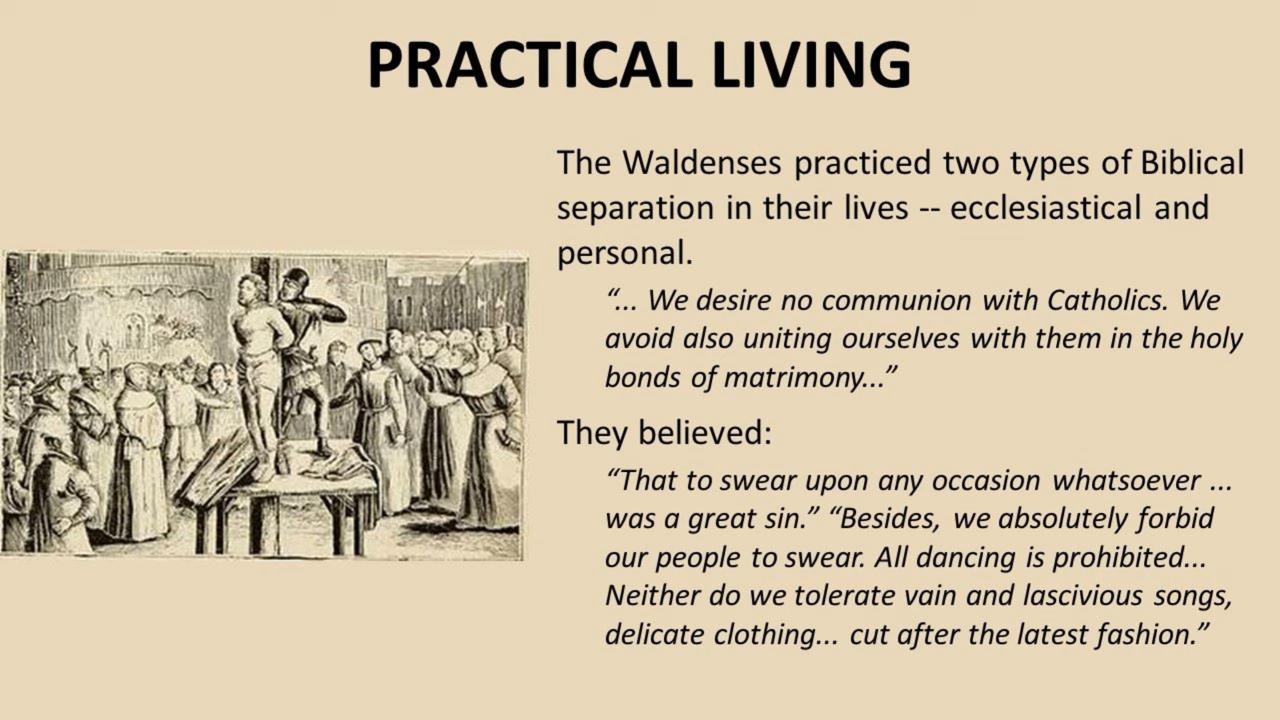 PRACTICAL LIVING
The Waldenses practiced two types of Biblical
separation in their lives -- ecclesiastical and
personal.
“... We desire no communion with Catholics. We
avoid also uniting ourselves with them in the holy
bonds of matrimony...”
They believed:
“That to swear upon any occasion whatsoever ...
was a great sin.” “Besides, we absolutely forbid
our people to swear. All dancing is prohibited...
Neither do we tolerate vain and lascivious songs,
delicate clothing... cut after the latest fashion.”